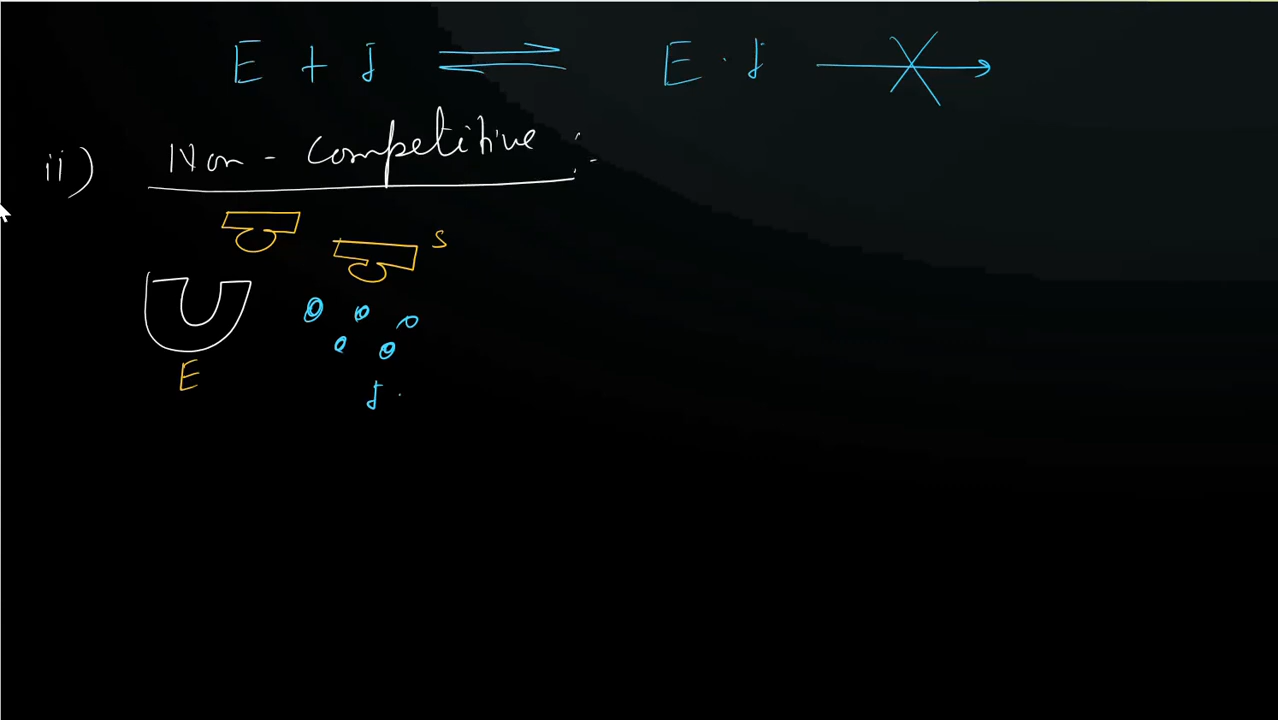 E + I ⇌ E · I ⟶
ii) Non - Competitive :
S
E
I